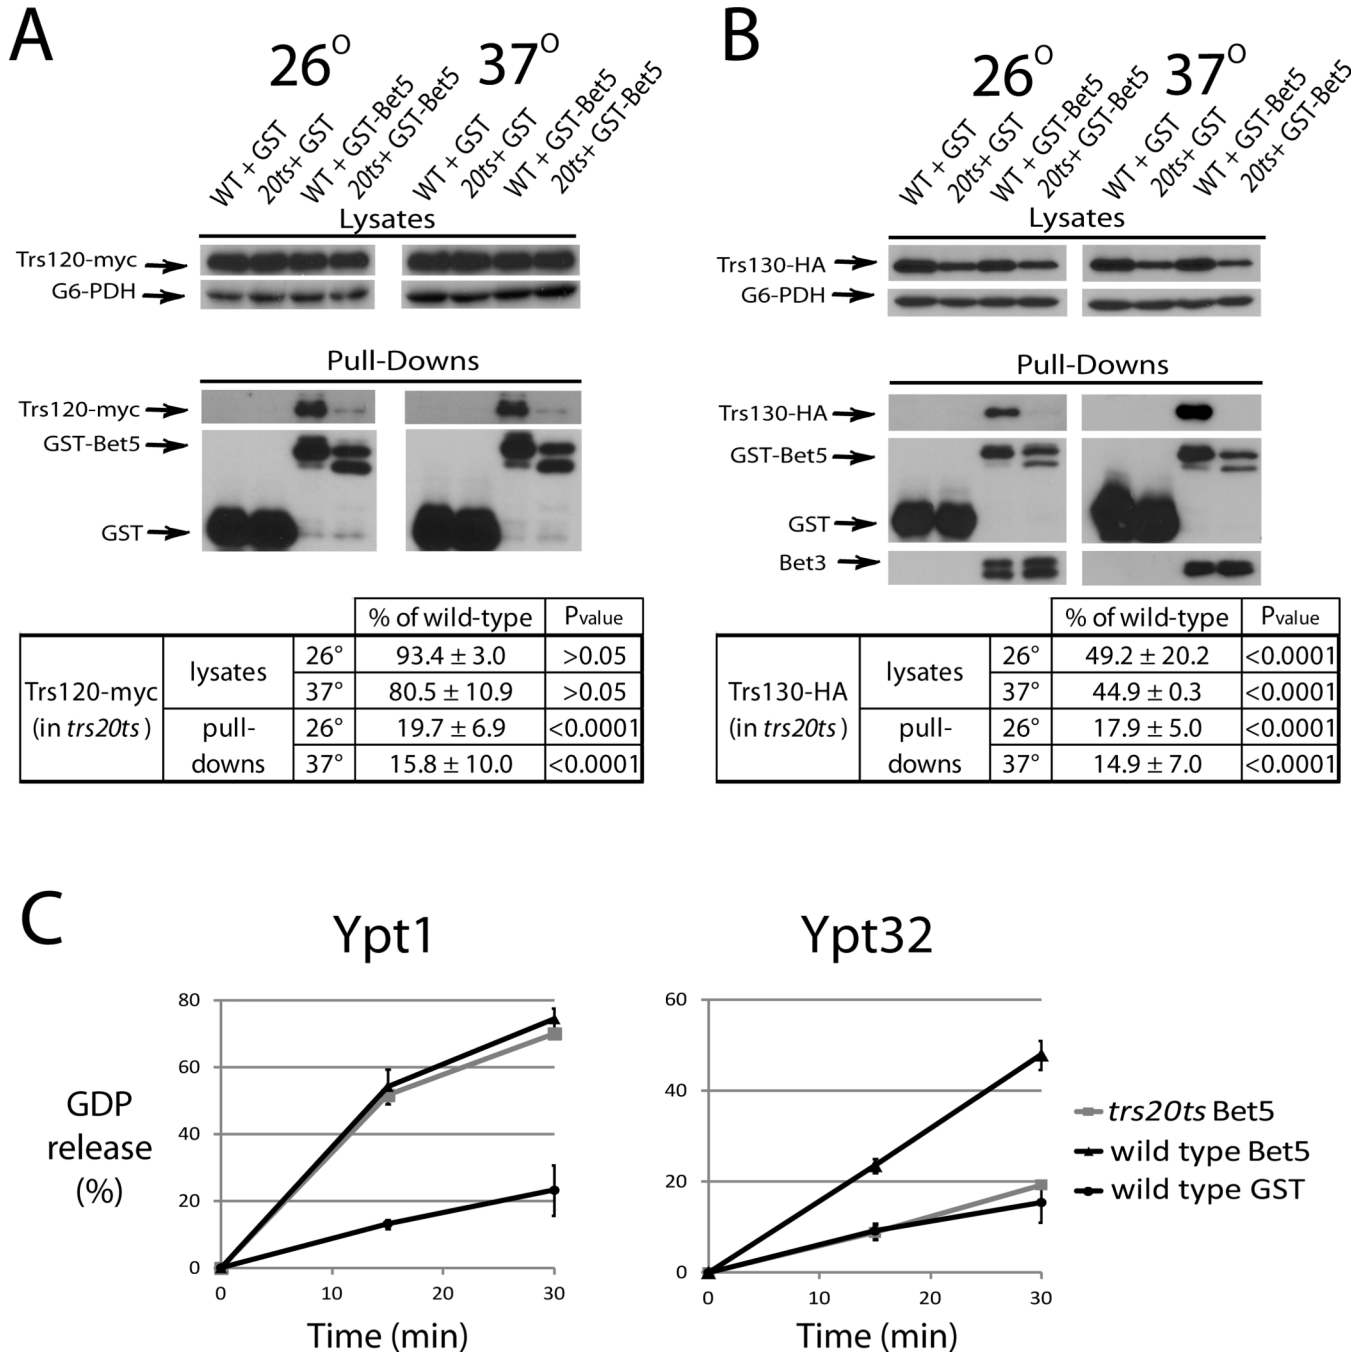 A
26°
37°
WT + GST
20ts+ GST
WT + GST-Bet5
20ts+ GST-Bet5
WT + GST
20ts+ GST
WT + GST-Bet5
20ts+ GST-Bet5
Lysates
Trs120-myc
G6-PDH
Pull-Downs
Trs120-myc
GST-Bet5
GST
% of wild-type Pvalue
Trs120-myc
(in trs20ts)
lysates
26° 93.4 ± 3.0 >0.05
37° 80.5 ± 10.9 >0.05
pull-
downs
26° 19.7 ± 6.9 <0.0001
37° 15.8 ± 10.0 <0.0001
B
26°
37°
WT + GST
20ts+ GST
WT + GST-Bet5
20ts+ GST-Bet5
WT + GST
20ts+ GST
WT + GST-Bet5
20ts+ GST-Bet5
Lysates
Trs130-HA
G6-PDH
Pull-Downs
Trs130-HA
GST-Bet5
GST
Bet3
% of wild-type Pvalue
Trs130-HA
(in trs20ts)
lysates
26° 49.2 ± 20.2 <0.0001
37° 44.9 ± 0.3 <0.0001
pull-
downs
26° 17.9 ± 5.0 <0.0001
37° 14.9 ± 7.0 <0.0001
C
Ypt1
GDP
release
(%)
80
60
40
20
0
0 10 20 30
Time (min)
Ypt32
60
40
20
0
0 10 20 30
Time (min)
trs20ts Bet5
wild type Bet5
wild type GST